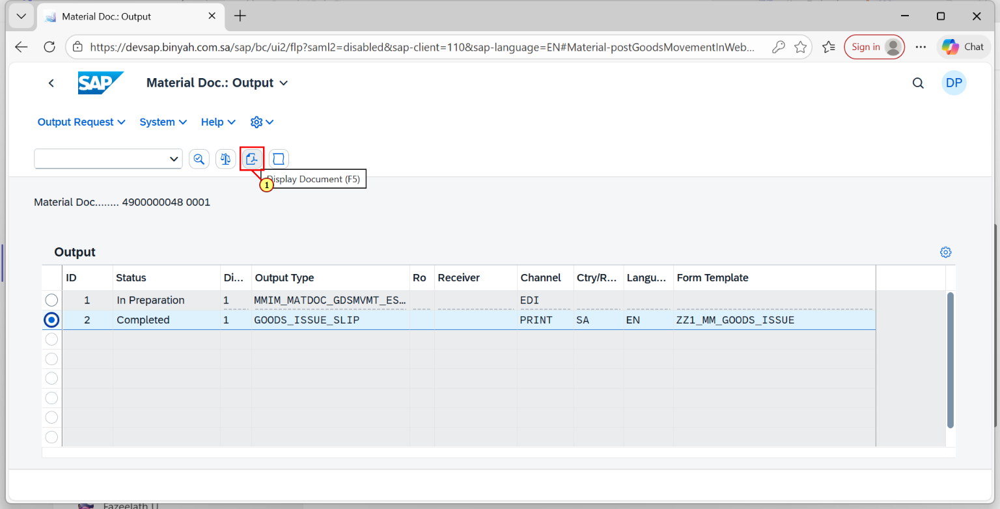 Material Doc.: Output
https://devsap.binyah.com.sa/sap/bc/ui2/flp?saml2=disabled&sap-client=110&sap-language=EN#Material-postGoodsMovementInWeb...
Sign in
Chat
SAP
Material Doc.: Output
DP
Output Request
System
Help
1
Display Document (F5)
Material Doc........ 4900000048 0001
Output
ID Status Di... Output Type Ro Receiver Channel Ctry/R... Langu... Form Template
1 In Preparation 1 MMIM_MATDOC_GDSMVMT_ES... EDI
2 Completed 1 GOODS_ISSUE_SLIP PRINT SA EN ZZ1_MM_GOODS_ISSUE
Fazeelath U